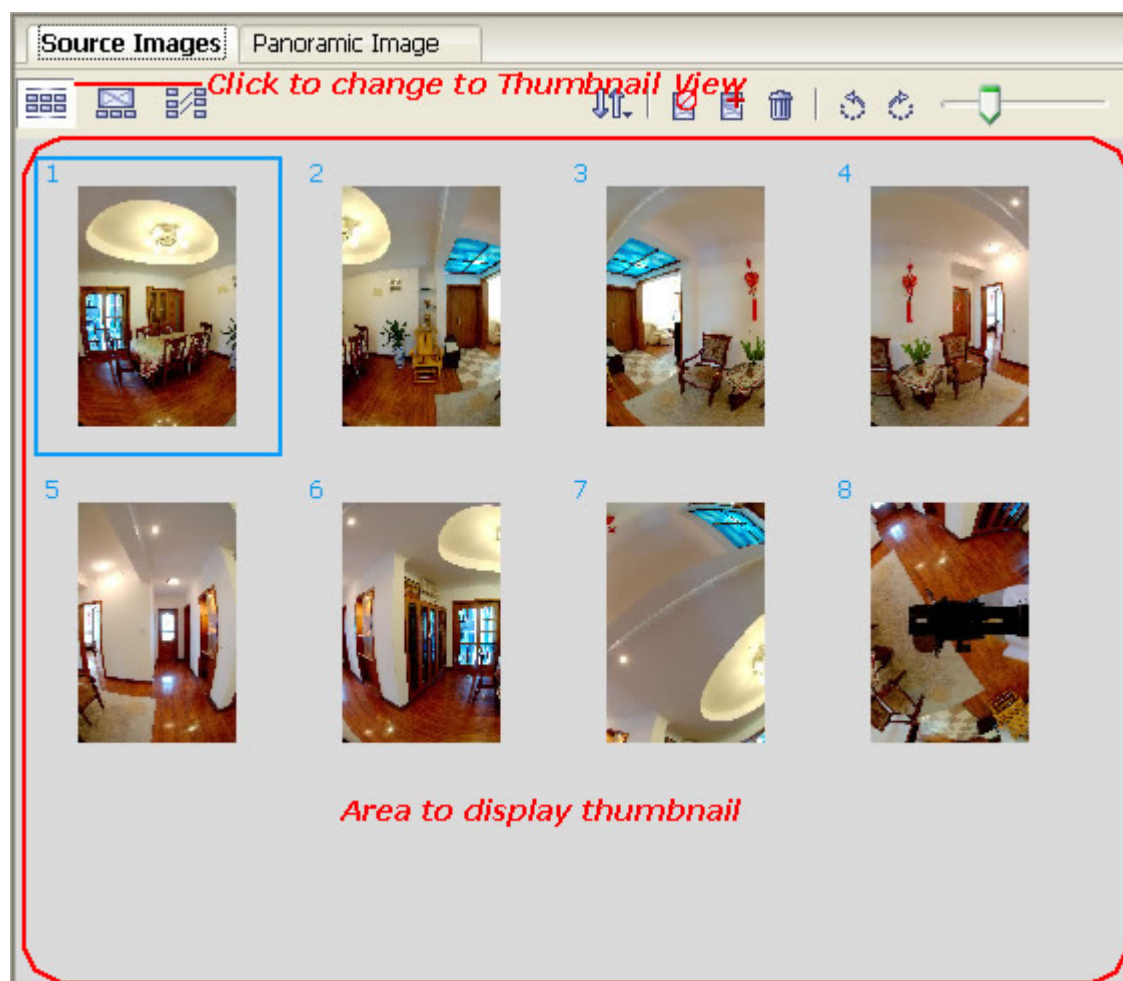 Source Images Panoramic Image
Click to change to Thumbnail View
1 2 3 4
5 6 7 8
Area to display thumbnail